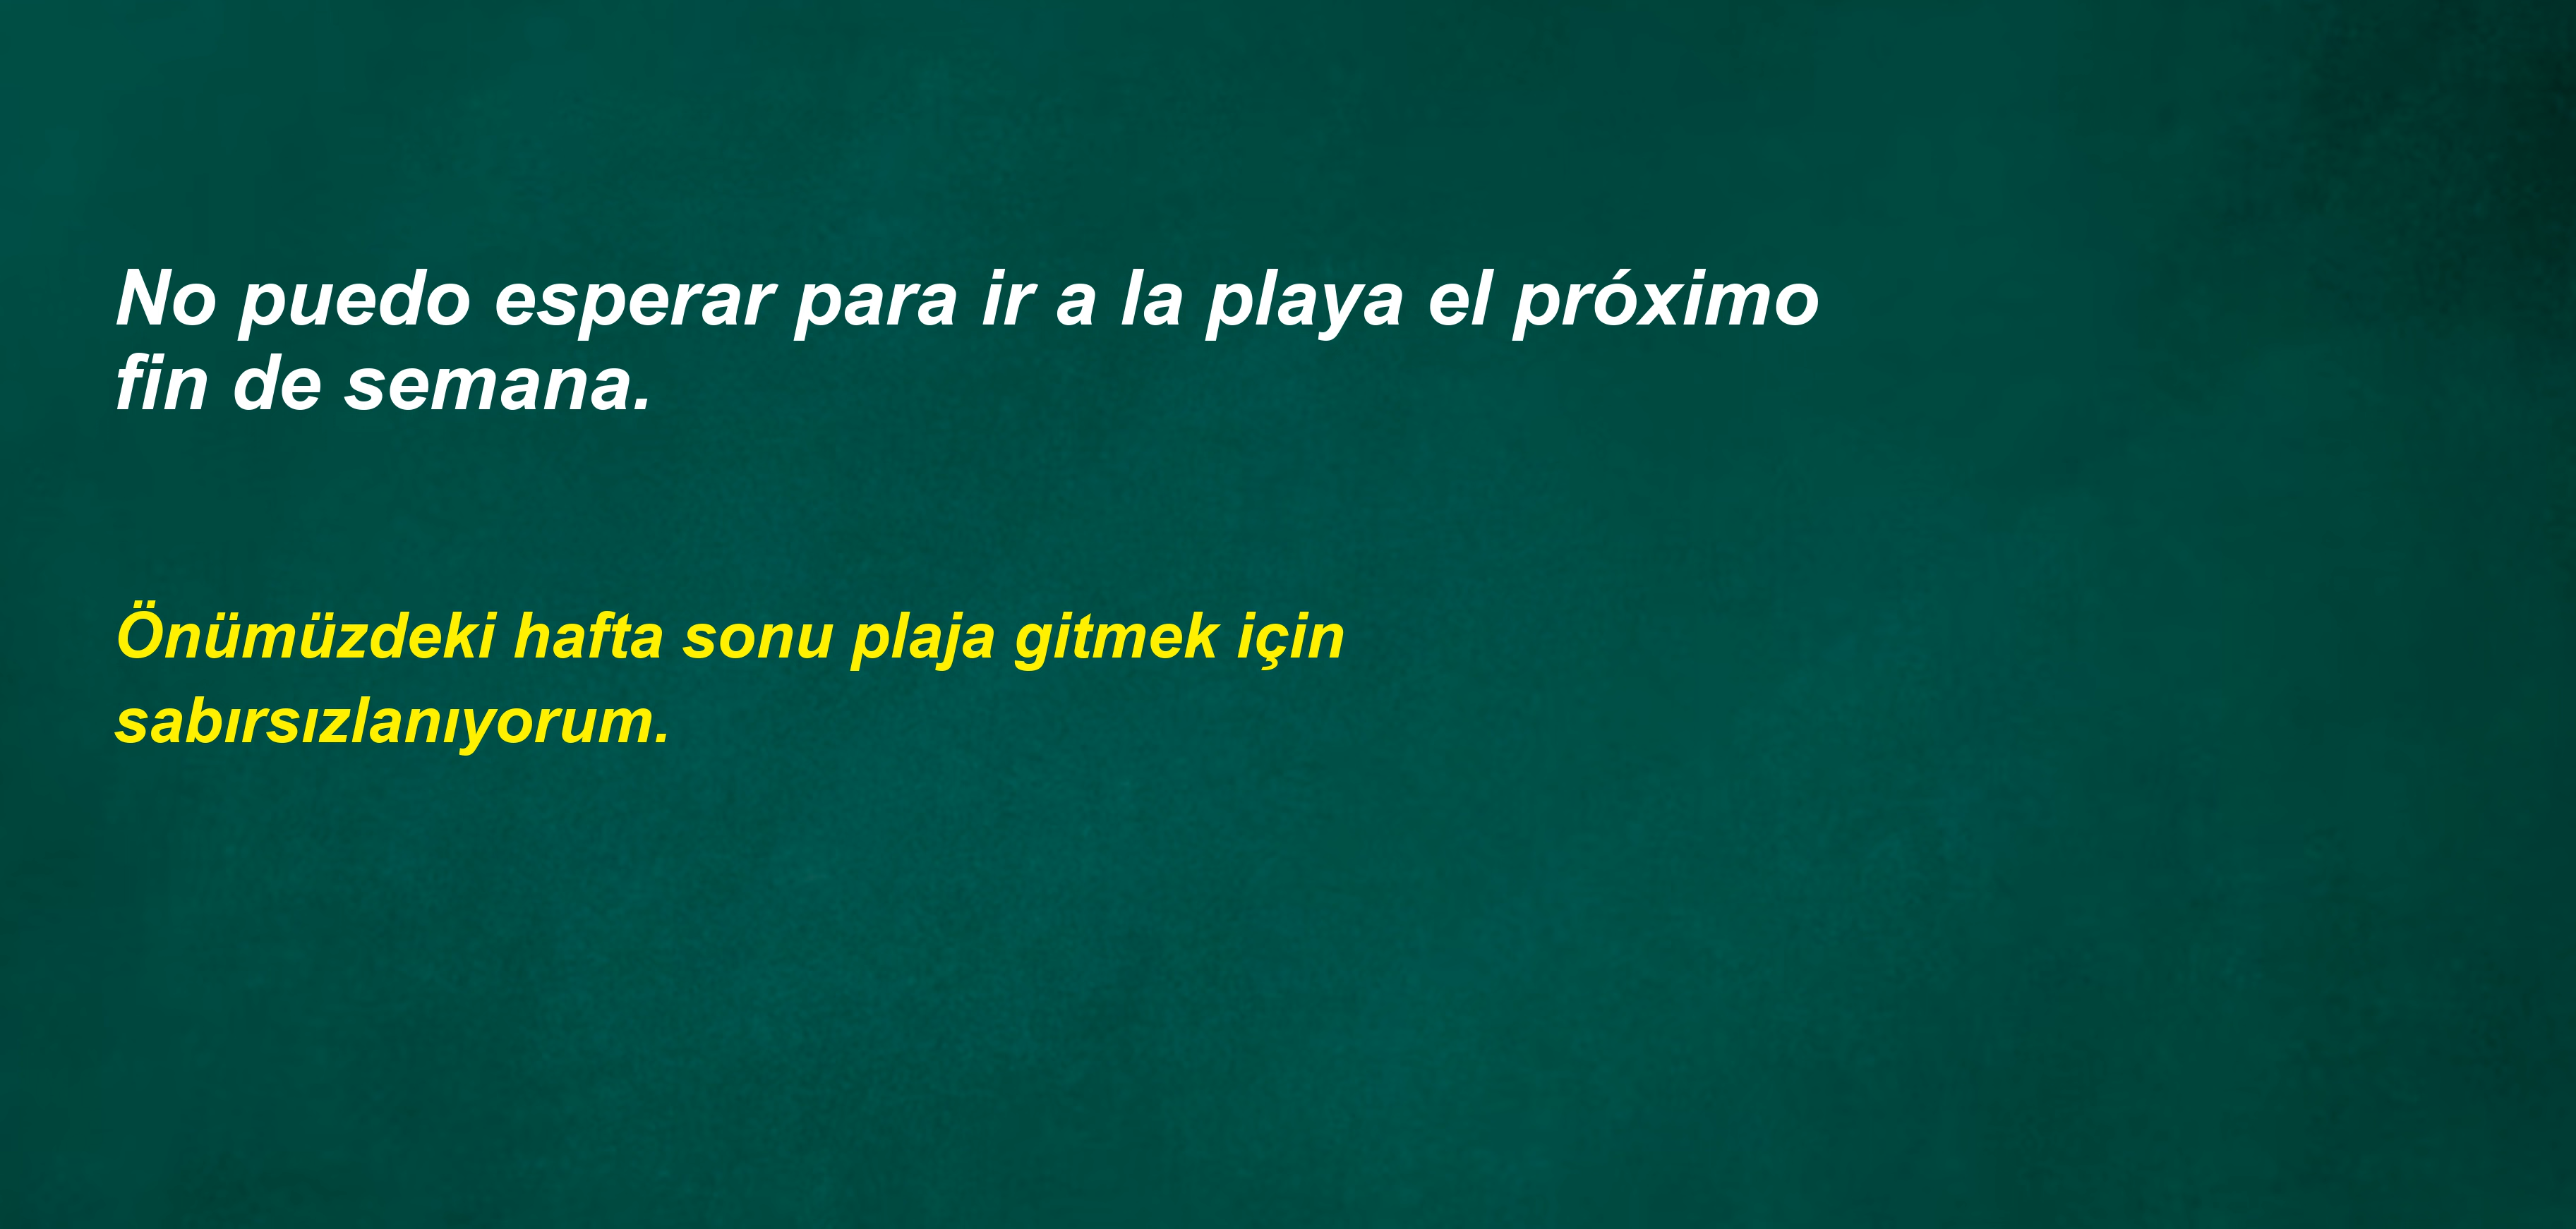 No puedo esperar para ir a la playa el próximo
fin de semana.
Önümüzdeki hafta sonu plaja gitmek için
sabırsızlanıyorum.